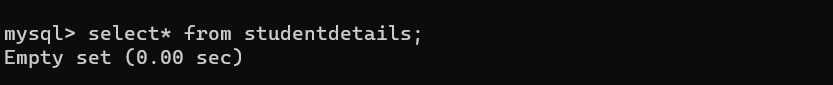 mysql> select* from studentdetails;
Empty set (0.00 sec)